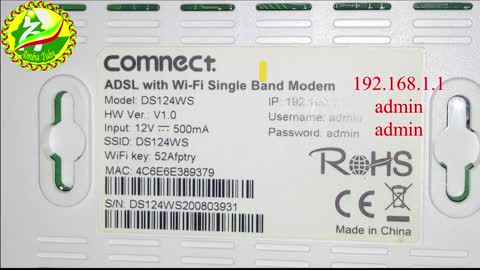 Imba Tube
comnect.
ADSL with Wi-Fi Single Band Modem
Model: DS124WS
HW Ver.: V1.0
Input: 12V 500mA
SSID: DS124WS
WiFi key: 52Afptry
MAC: 4C6E6E389379
S/N: DS124WS200803931
IP: 192.168.
Username: admin
Password: admin
192.168.1.1
admin
admin
RoHS
CE
Made in China